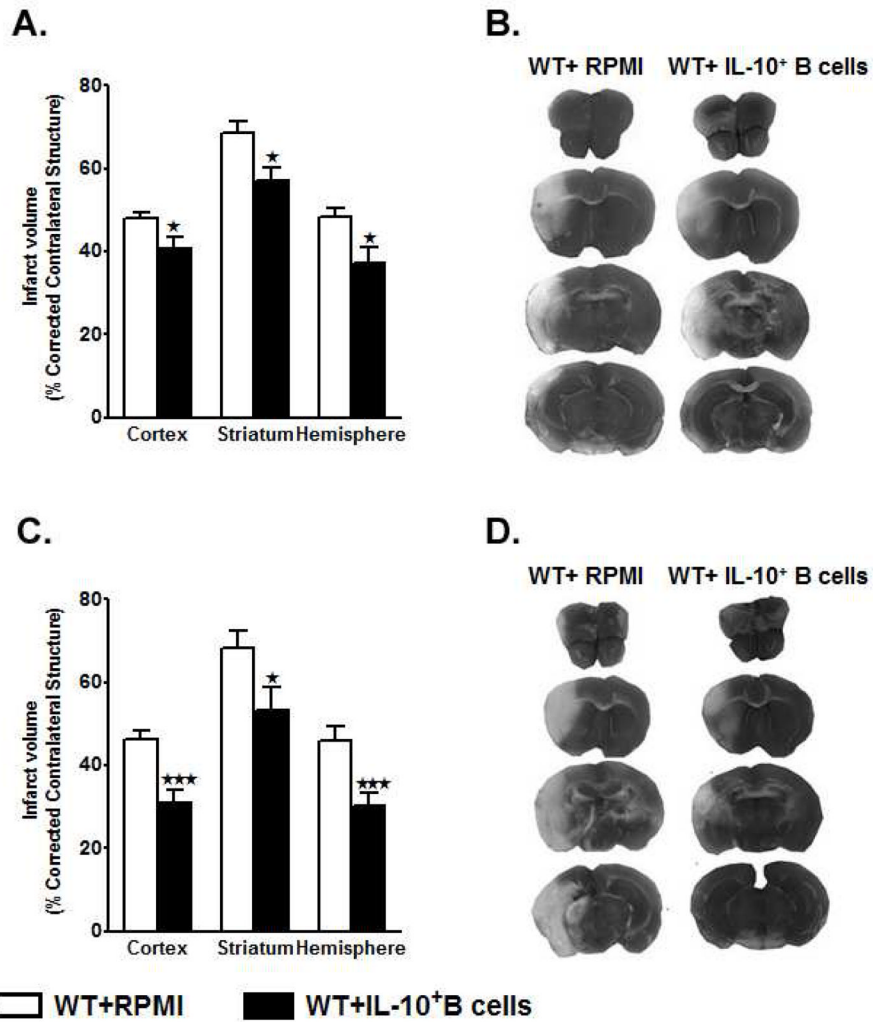 A.
Infarct volume
(% Corrected Contralateral Structure)
80
60
40
20
0
★
★
★
Cortex Striatum Hemisphere
B.
WT+ RPMI WT+ IL-10⁺ B cells
C.
Infarct volume
(% Corrected Contralateral Structure)
80
60
40
20
0
★★★
★
★★★
Cortex Striatum Hemisphere
D.
WT+ RPMI WT+ IL-10⁺ B cells
WT+RPMI WT+IL-10⁺B cells